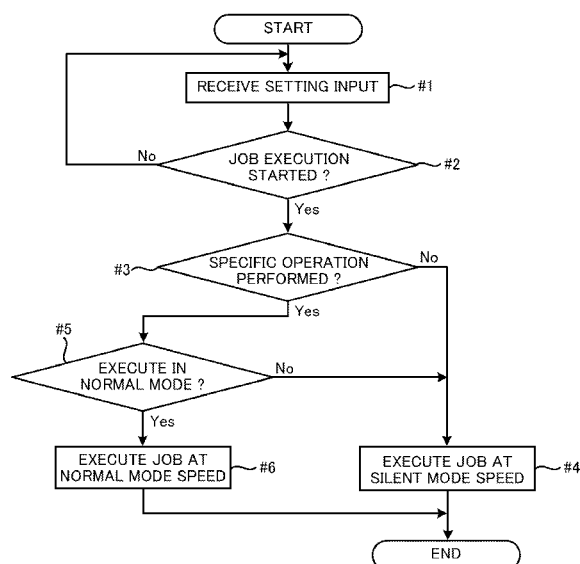 START
RECEIVE SETTING INPUT
#1
No
JOB EXECUTION
STARTED ?
#2
Yes
#3
SPECIFIC OPERATION
PERFORMED ?
No
Yes
#5
EXECUTE IN
NORMAL MODE ?
No
Yes
EXECUTE JOB AT
NORMAL MODE SPEED
#6
EXECUTE JOB AT
SILENT MODE SPEED
#4
END